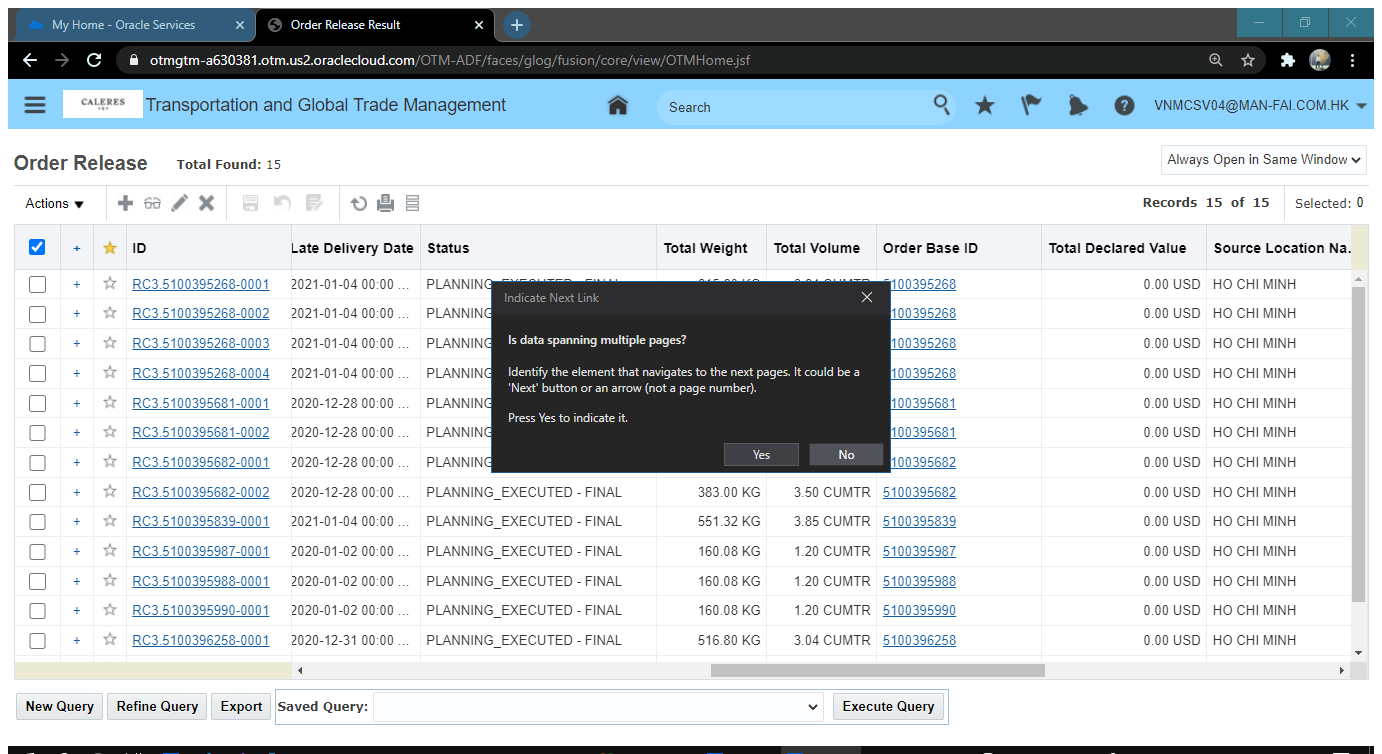 My Home - Oracle Services
Order Release Result
otmgtm-a630381.otm.us2.oraclecloud.com/OTM-ADF/faces/glog/fusion/core/view/OTMHome.jsf
CALERES Transportation and Global Trade Management Search VNMCSV04@MAN-FAI.COM.HK
Order Release Total Found: 15 Always Open in Same Window
Actions Records 15 of 15 Selected: 0
+ ID Late Delivery Date Status Total Weight Total Volume Order Base ID Total Declared Value Source Location Na.
+ RC3.5100395268-0001 2021-01-04 00:00 ... 5100395268 0.00 USD HO CHI MINH
+ RC3.5100395268-0002 2021-01-04 00:00 ... PLANNING 100395268 0.00 USD HO CHI MINH
+ RC3.5100395268-0003 2021-01-04 00:00 ... PLANNING 100395268 0.00 USD HO CHI MINH
+ RC3.5100395268-0004 2021-01-04 00:00 ... PLANNING 100395268 0.00 USD HO CHI MINH
+ RC3.5100395681-0001 2020-12-28 00:00 ... PLANNING 100395681 0.00 USD HO CHI MINH
+ RC3.5100395681-0002 2020-12-28 00:00 ... PLANNING 100395681 0.00 USD HO CHI MINH
+ RC3.5100395682-0001 2020-12-28 00:00 ... PLANNING 100395682 0.00 USD HO CHI MINH
+ RC3.5100395682-0002 2020-12-28 00:00 ... PLANNING_EXECUTED - FINAL 383.00 KG 3.50 CUMTR 5100395682 0.00 USD HO CHI MINH
+ RC3.5100395839-0001 2021-01-04 00:00 ... PLANNING_EXECUTED - FINAL 551.32 KG 3.85 CUMTR 5100395839 0.00 USD HO CHI MINH
+ RC3.5100395987-0001 2020-01-02 00:00 ... PLANNING_EXECUTED - FINAL 160.08 KG 1.20 CUMTR 5100395987 0.00 USD HO CHI MINH
+ RC3.5100395988-0001 2020-01-02 00:00 ... PLANNING_EXECUTED - FINAL 160.08 KG 1.20 CUMTR 5100395988 0.00 USD HO CHI MINH
+ RC3.5100395990-0001 2020-01-02 00:00 ... PLANNING_EXECUTED - FINAL 160.08 KG 1.20 CUMTR 5100395990 0.00 USD HO CHI MINH
+ RC3.5100396258-0001 2020-12-31 00:00 ... PLANNING_EXECUTED - FINAL 516.80 KG 3.04 CUMTR 5100396258 0.00 USD HO CHI MINH
Indicate Next Link
Is data spanning multiple pages?
Identify the element that navigates to the next pages. It could be a
'Next' button or an arrow (not a page number).
Press Yes to indicate it.
Yes No
New Query Refine Query Export Saved Query: Execute Query